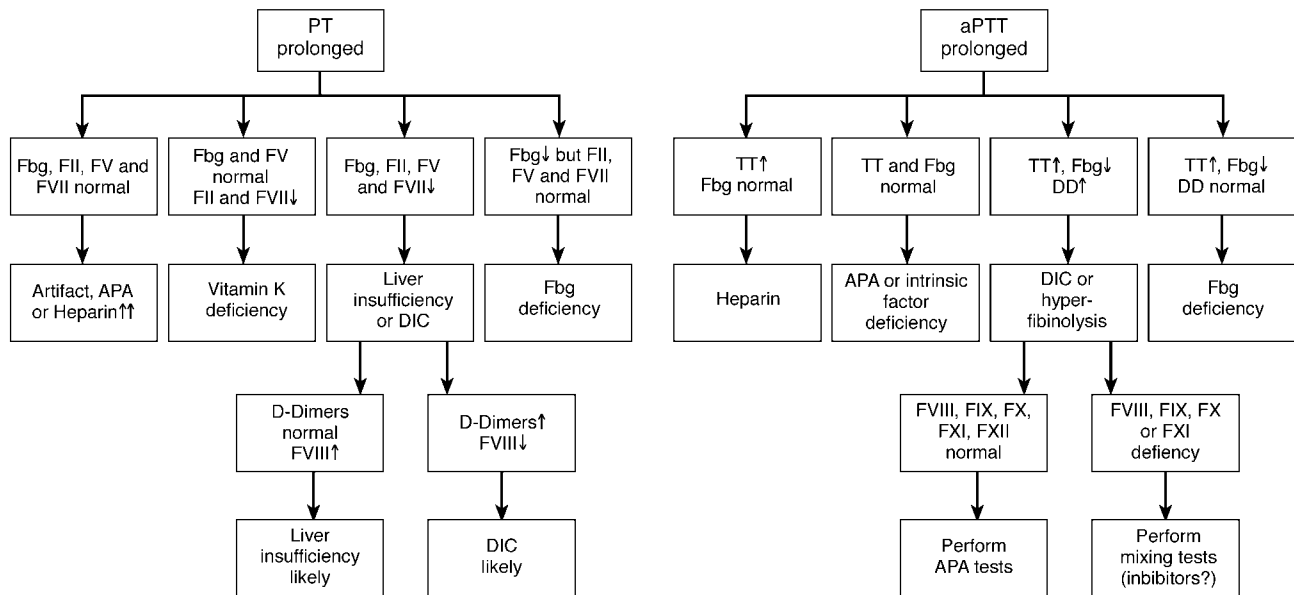 PT
prolonged
Fbg, FII, FV and
FVII normal
Fbg and FV
normal
FII and FVII↓
Fbg, FII, FV
and FVII↓
Fbg↓ but FII,
FV and FVII
normal
Artifact, APA
or Heparin↑↑
Vitamin K
deficiency
Liver
insufficiency
or DIC
Fbg
deficiency
D-Dimers
normal
FVIII↑
D-Dimers↑
FVIII↓
Liver
insufficiency
likely
DIC
likely
aPTT
prolonged
TT↑
Fbg normal
TT and Fbg
normal
TT↑, Fbg↓
DD↑
TT↑, Fbg↓
DD normal
Heparin
APA or intrinsic
factor
deficiency
DIC or
hyper-
fibinolysis
Fbg
deficiency
FVIII, FIX, FX,
FXI, FXII
normal
FVIII, FIX, FX
or FXI
defiency
Perform
APA tests
Perform
mixing tests
(inbibitors?)